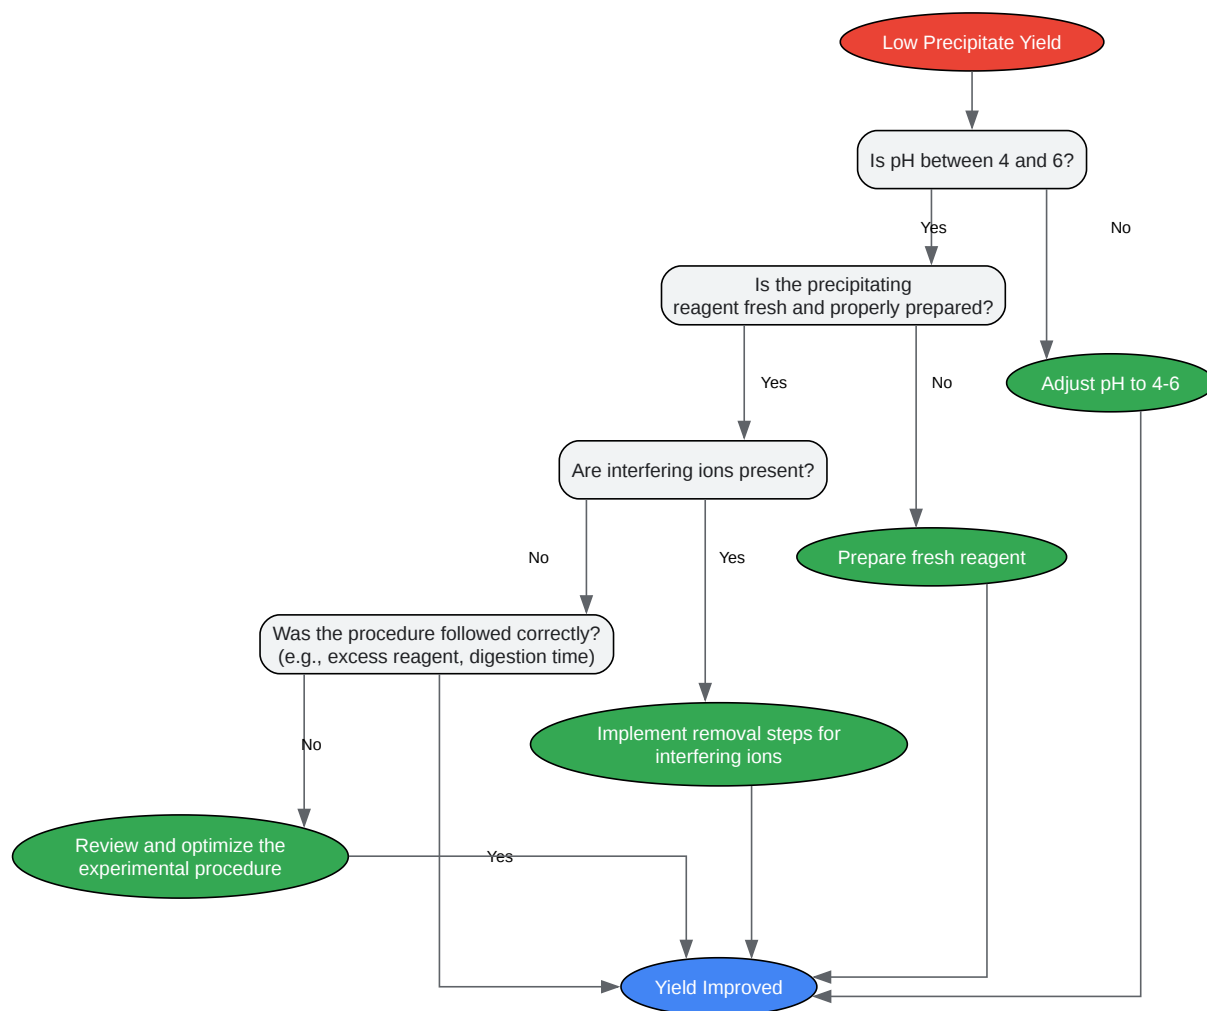 Low Precipitate Yield
Is pH between 4 and 6?
Yes
No
Is the precipitating
reagent fresh and properly prepared?
Yes
No
Adjust pH to 4-6
Are interfering ions present?
No
Yes
Prepare fresh reagent
Was the procedure followed correctly?
(e.g., excess reagent, digestion time)
No
Implement removal steps for
interfering ions
Review and optimize the
experimental procedure
Yes
Yield Improved